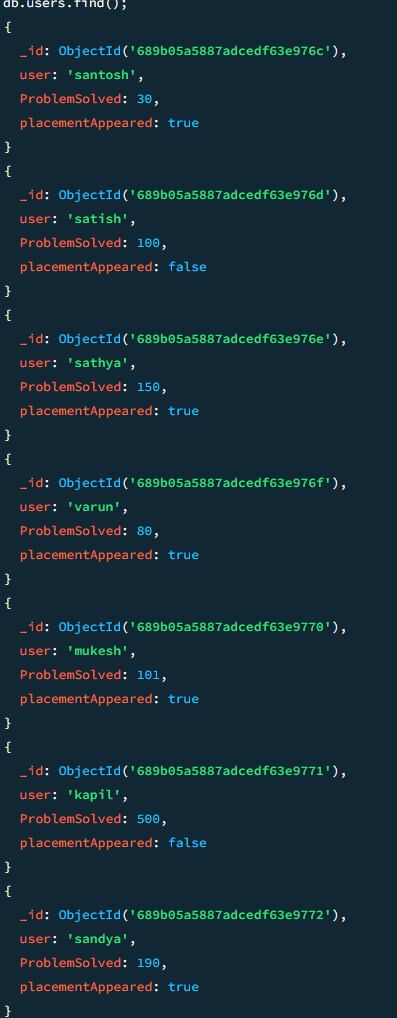 db.users.find();
{
  _id: ObjectId('689b05a5887adcedf63e976c'),
  user: 'santosh',
  ProblemSolved: 30,
  placementAppeared: true
}
{
  _id: ObjectId('689b05a5887adcedf63e976d'),
  user: 'satish',
  ProblemSolved: 100,
  placementAppeared: false
}
{
  _id: ObjectId('689b05a5887adcedf63e976e'),
  user: 'sathya',
  ProblemSolved: 150,
  placementAppeared: true
}
{
  _id: ObjectId('689b05a5887adcedf63e976f'),
  user: 'varun',
  ProblemSolved: 80,
  placementAppeared: true
}
{
  _id: ObjectId('689b05a5887adcedf63e9770'),
  user: 'mukesh',
  ProblemSolved: 101,
  placementAppeared: true
}
{
  _id: ObjectId('689b05a5887adcedf63e9771'),
  user: 'kapil',
  ProblemSolved: 500,
  placementAppeared: false
}
{
  _id: ObjectId('689b05a5887adcedf63e9772'),
  user: 'sandya',
  ProblemSolved: 190,
  placementAppeared: true
}